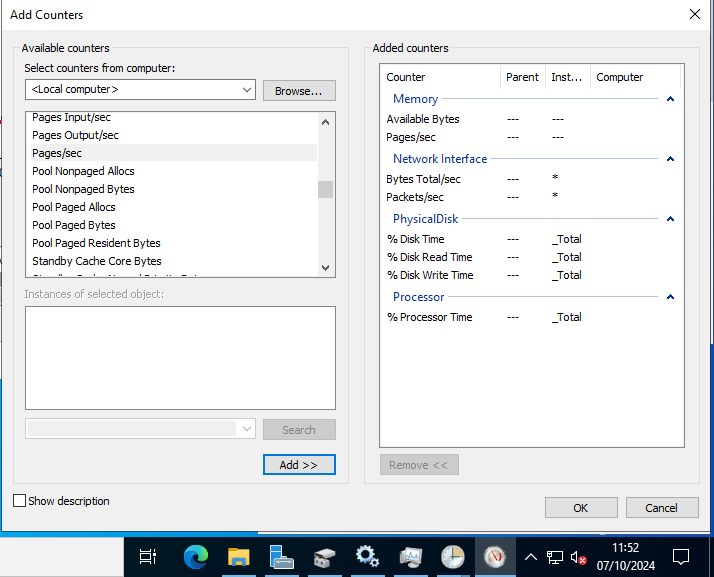 Add Counters
Available counters
Select counters from computer:
<Local computer>
Browse...
Pages Input/sec
Pages Output/sec
Pages/sec
Pool Nonpaged Allocs
Pool Nonpaged Bytes
Pool Paged Allocs
Pool Paged Bytes
Pool Paged Resident Bytes
Standby Cache Core Bytes
Instances of selected object:
Search
Add >>
Show description
Added counters
Counter Parent Inst... Computer
Memory
Available Bytes --- ---
Pages/sec --- ---
Network Interface
Bytes Total/sec --- *
Packets/sec --- *
PhysicalDisk
% Disk Time --- _Total
% Disk Read Time --- _Total
% Disk Write Time --- _Total
Processor
% Processor Time --- _Total
Remove <<
OK Cancel
11:52
07/10/2024